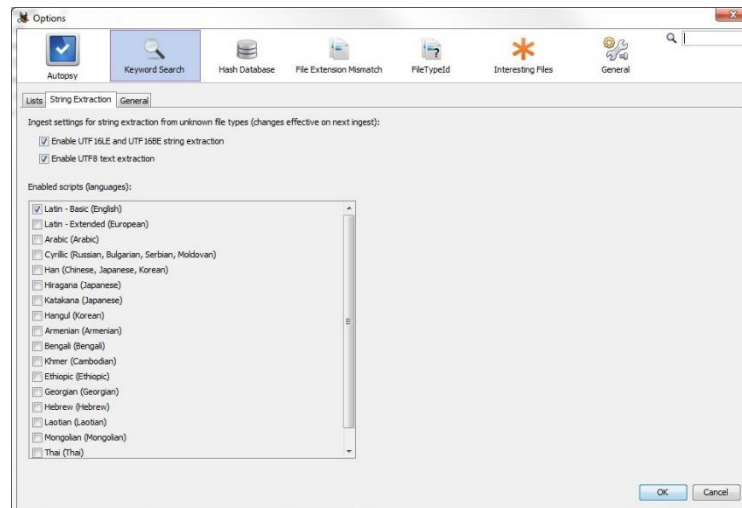 Options
Autopsy
Keyword Search
Hash Database
File Extension Mismatch
FileTypeId
Interesting Files
General
Lists
String Extraction
General
Ingest settings for string extraction from unknown file types (changes effective on next ingest):
Enable UTF16LE and UTF16BE string extraction
Enable UTF8 text extraction
Enabled scripts (languages):
Latin - Basic (English)
Latin - Extended (European)
Arabic (Arabic)
Cyrillic (Russian, Bulgarian, Serbian, Moldovan)
Han (Chinese, Japanese, Korean)
Hiragana (Japanese)
Katakana (Japanese)
Hangul (Korean)
Armenian (Armenian)
Bengali (Bengali)
Khmer (Cambodian)
Ethiopic (Ethiopic)
Georgian (Georgian)
Hebrew (Hebrew)
Laotian (Laotian)
Mongolian (Mongolian)
Thai (Thai)
OK
Cancel